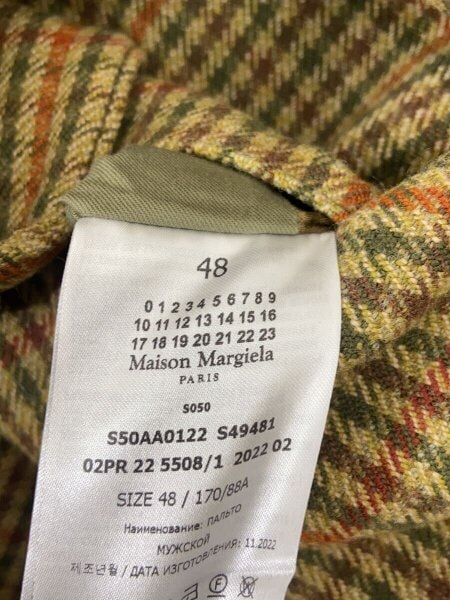 48
0 1 2 3 4 5 6 7 8 9
10 11 12 13 14 15 16
17 18 19 20 21 22 23
Maison Margiela
PARIS
S050
S50AA0122 S49481
02PR 22 5508/1 2022 02
SIZE 48 / 170/88A
Наименование: ПАЛЬТО
МУЖСКОЙ
제조년월 / ДАТА ИЗГОТОВЛЕНИЯ: 11.2022